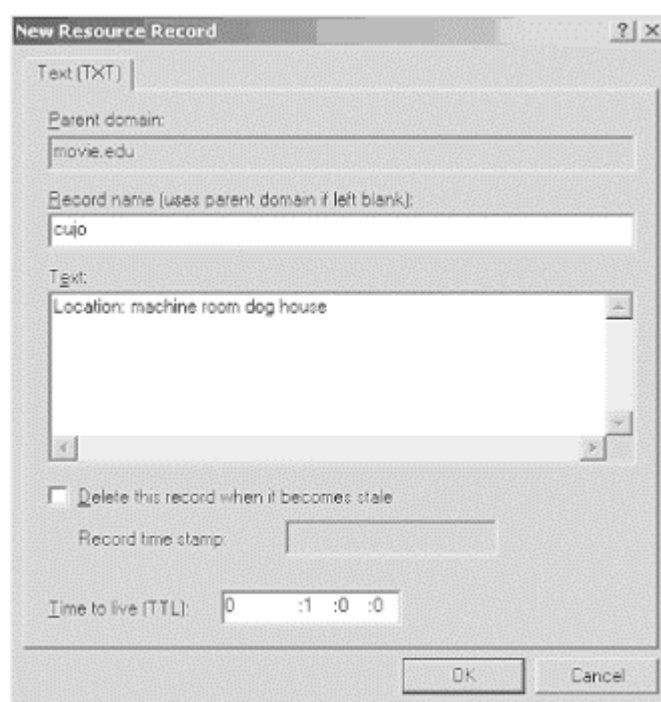 New Resource Record
Text (TXT)
Parent domain:
movie.edu
Record name (uses parent domain if left blank):
cujo
Text:
Location: machine room dog house
Delete this record when it becomes stale
Record time stamp:
Time to live (TTL): 0 :1 :0 :0
OK Cancel